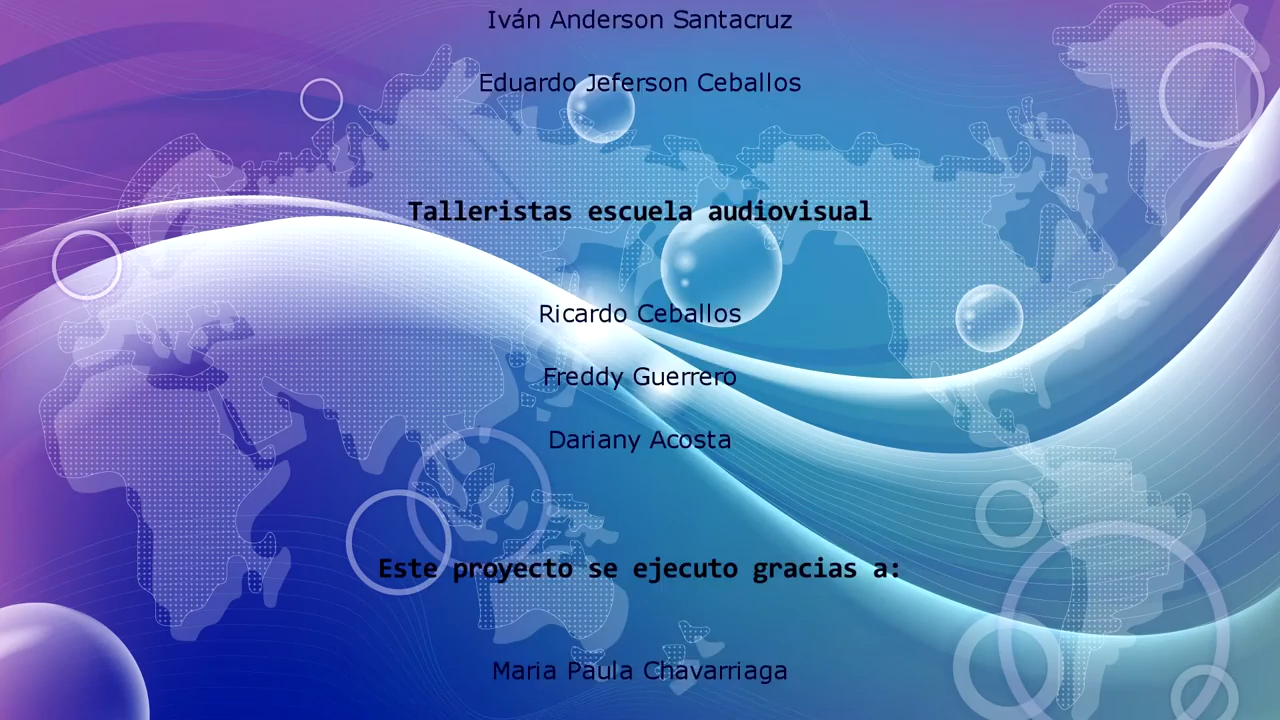 Iván Anderson Santacruz
Eduardo Jeferson Ceballos
Talleristas escuela audiovisual
Ricardo Ceballos
Freddy Guerrero
Dariany Acosta
Este proyecto se ejecuto gracias a:
Maria Paula Chavarriaga